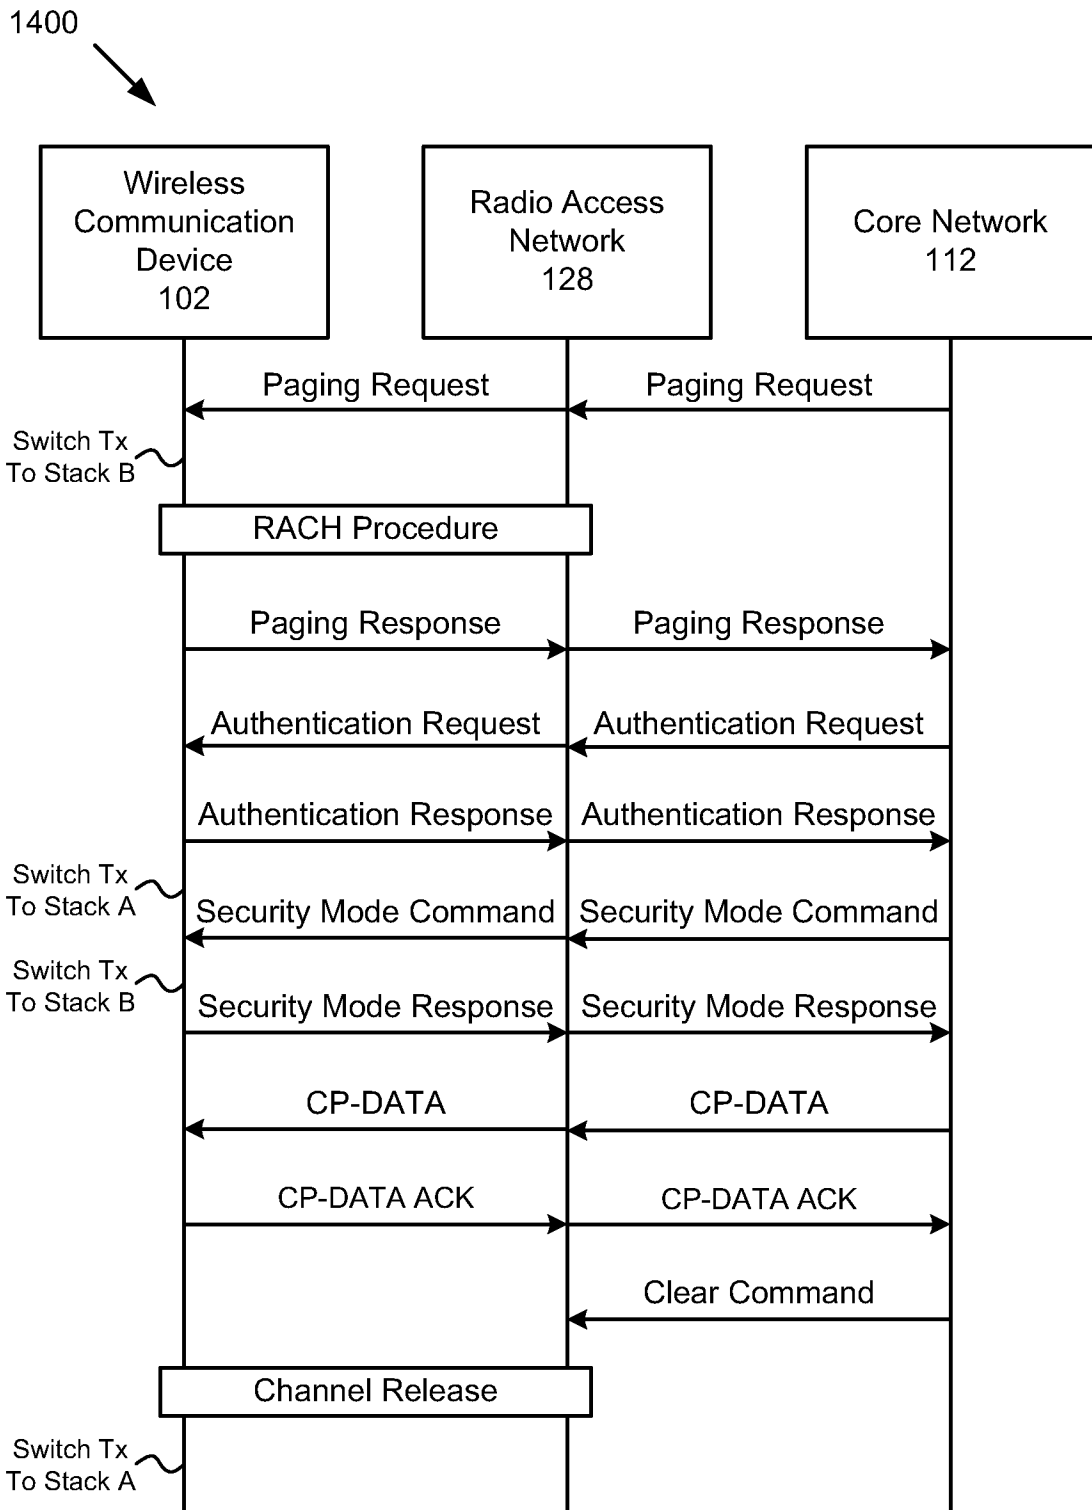 1400
Wireless
Communication
Device
102
Radio Access
Network
128
Core Network
112
Paging Request
Paging Request
Switch Tx
To Stack B
RACH Procedure
Paging Response
Paging Response
Authentication Request
Authentication Request
Authentication Response
Authentication Response
Switch Tx
To Stack A
Security Mode Command
Security Mode Command
Switch Tx
To Stack B
Security Mode Response
Security Mode Response
CP-DATA
CP-DATA
CP-DATA ACK
CP-DATA ACK
Clear Command
Channel Release
Switch Tx
To Stack A